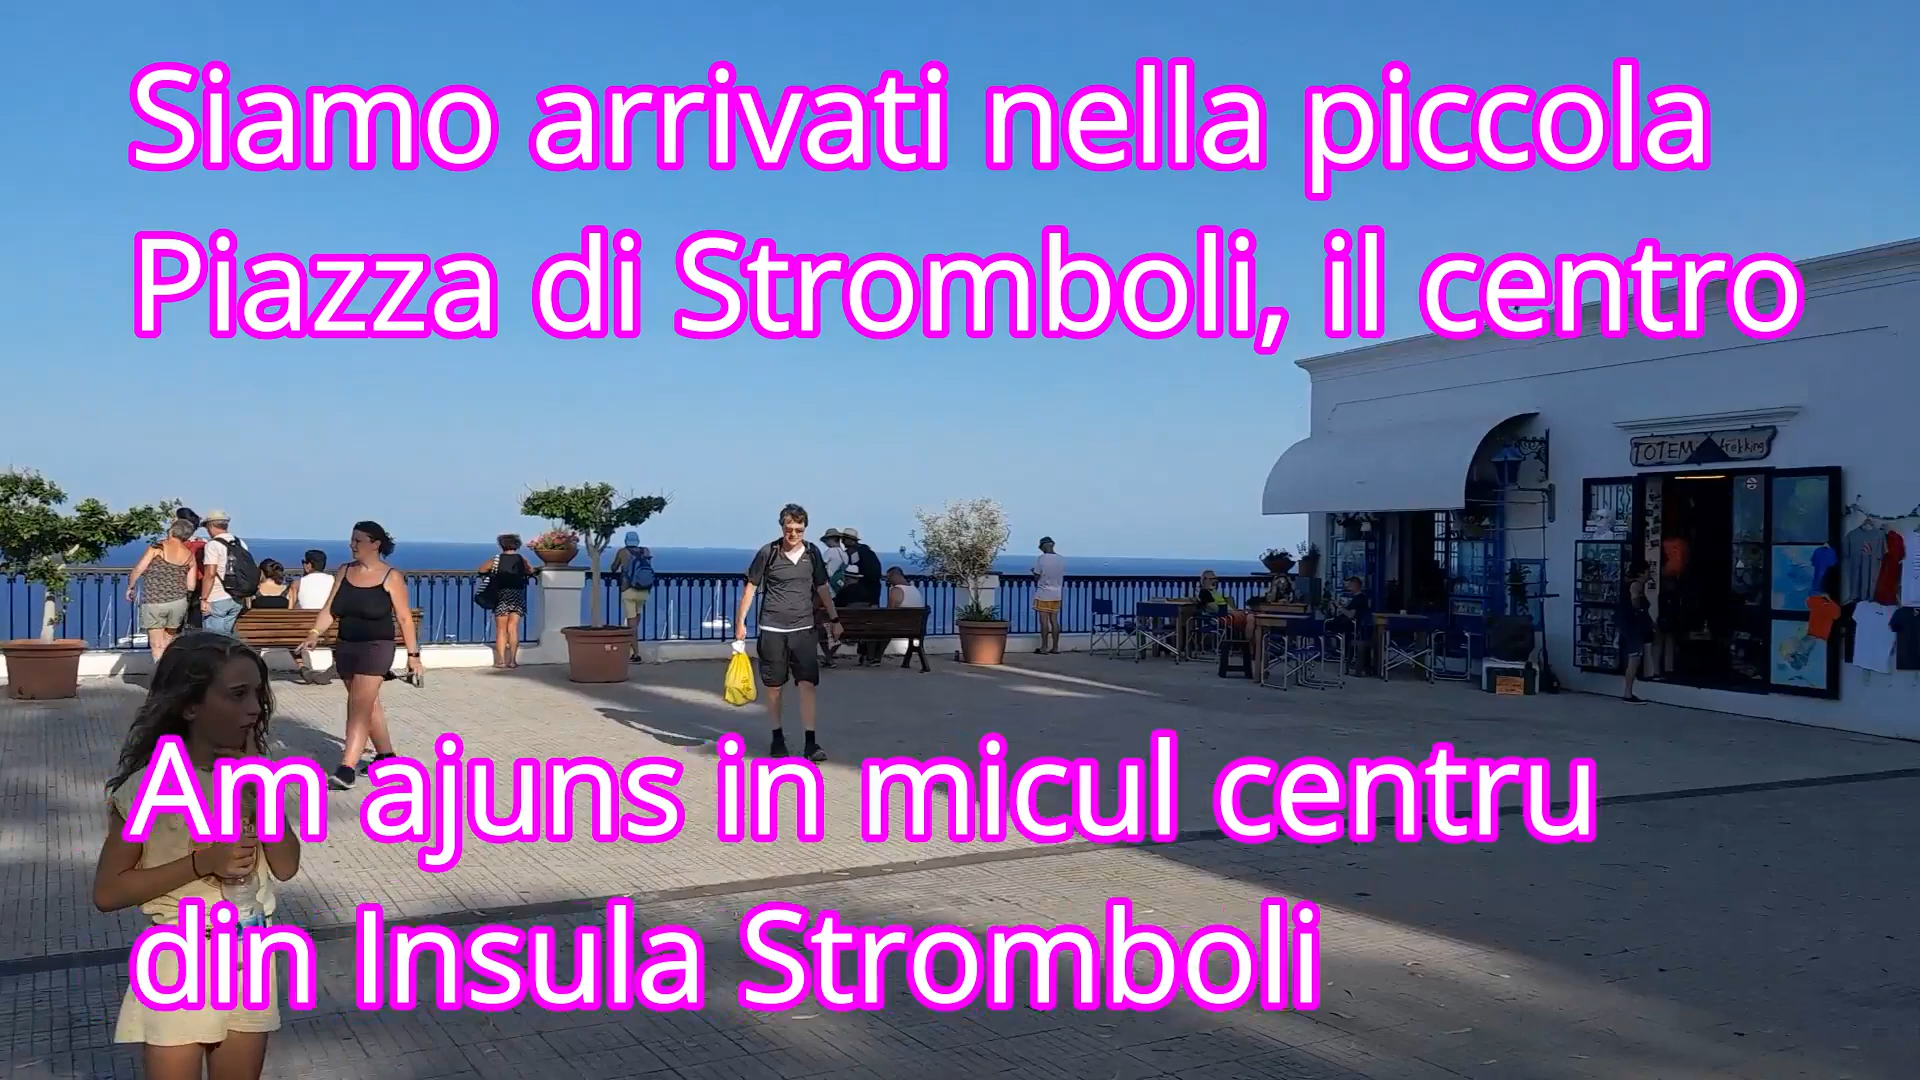 Siamo arrivati nella piccola
Piazza di Stromboli, il centro
TOTEM trekking
Am ajuns in micul centru
din Insula Stromboli